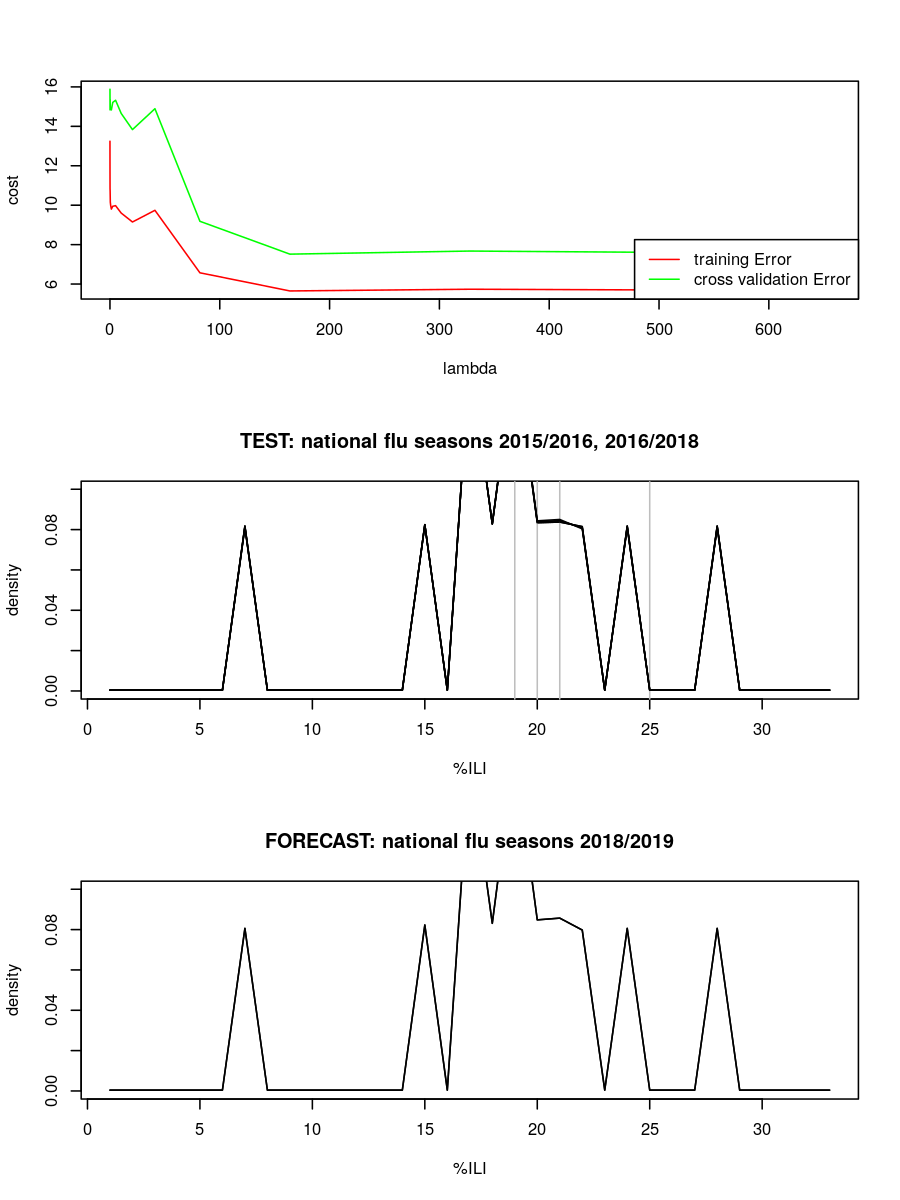 16
14
12
10
8
6
cost
training Error
cross validation Error
0 100 200 300 400 500 600
lambda
TEST: national flu seasons 2015/2016, 2016/2018
0.08
0.04
0.00
density
0 5 10 15 20 25 30
%ILI
FORECAST: national flu seasons 2018/2019
0.08
0.04
0.00
density
0 5 10 15 20 25 30
%ILI